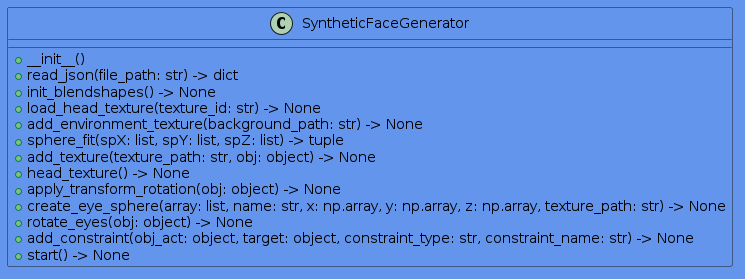 C SyntheticFaceGenerator
__init__()
read_json(file_path: str) -> dict
init_blendshapes() -> None
load_head_texture(texture_id: str) -> None
add_environment_texture(background_path: str) -> None
sphere_fit(spX: list, spY: list, spZ: list) -> tuple
add_texture(texture_path: str, obj: object) -> None
head_texture() -> None
apply_transform_rotation(obj: object) -> None
create_eye_sphere(array: list, name: str, x: np.array, y: np.array, z: np.array, texture_path: str) -> None
rotate_eyes(obj: object) -> None
add_constraint(obj_act: object, target: object, constraint_type: str, constraint_name: str) -> None
start() -> None